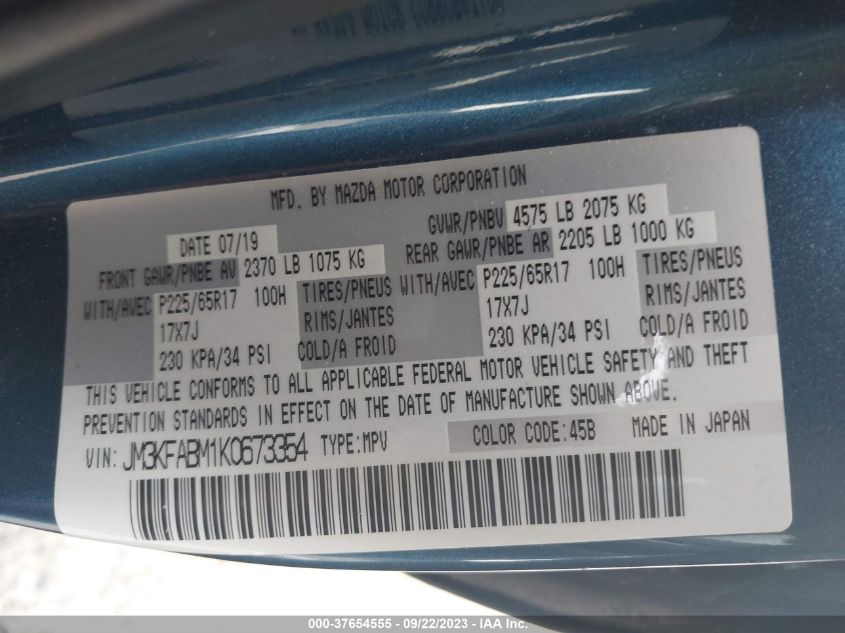 MFD. BY MAZDA MOTOR CORPORATION
DATE 07/19 GVWR/PNBV 4575 LB 2075 KG
FRONT GAWR/PNBE AV 2370 LB 1075 KG REAR GAWR/PNBE AR 2205 LB 1000 KG
WITH/AVEC P225/65R17 100H TIRES/PNEUS WITH/AVEC P225/65R17 100H TIRES/PNEUS
17X7J RIMS/JANTES 17X7J RIMS/JANTES
230 KPA/34 PSI COLD/A FROID 230 KPA/34 PSI COLD/A FROID
THIS VEHICLE CONFORMS TO ALL APPLICABLE FEDERAL MOTOR VEHICLE SAFETY AND THEFT
PREVENTION STANDARDS IN EFFECT ON THE DATE OF MANUFACTURE SHOWN ABOVE.
VIN: JM3KFABM1K0673354 TYPE:MPV COLOR CODE:45B MADE IN JAPAN
000-37654555 - 09/22/2023 - IAA Inc.